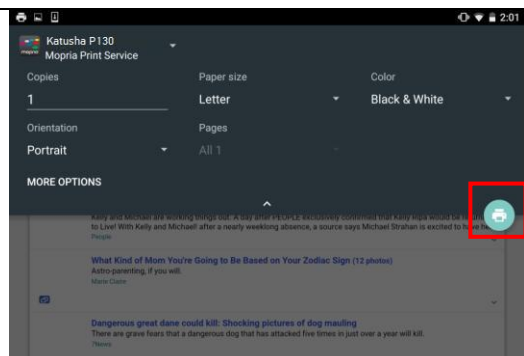 2:01
Katusha P130
mopria Mopria Print Service
Copies Paper size Color
1 Letter Black & White
Orientation Pages
Portrait All 1
MORE OPTIONS
Kelly and Michael are working things out. A day after PEOPLE exclusively confirmed that Kelly Ripa would be
to Live! With Kelly and Michael! after a nearly weeklong absence, a source says Michael Strahan is excited to have he
People
What Kind of Mom You're Going to Be Based on Your Zodiac Sign (12 photos)
Astro-parenting, if you will.
Marie Claire
Dangerous great dane could kill: Shocking pictures of dog mauling
There are grave fears that a dangerous dog that has attacked five times in just over a year will kill.
7News